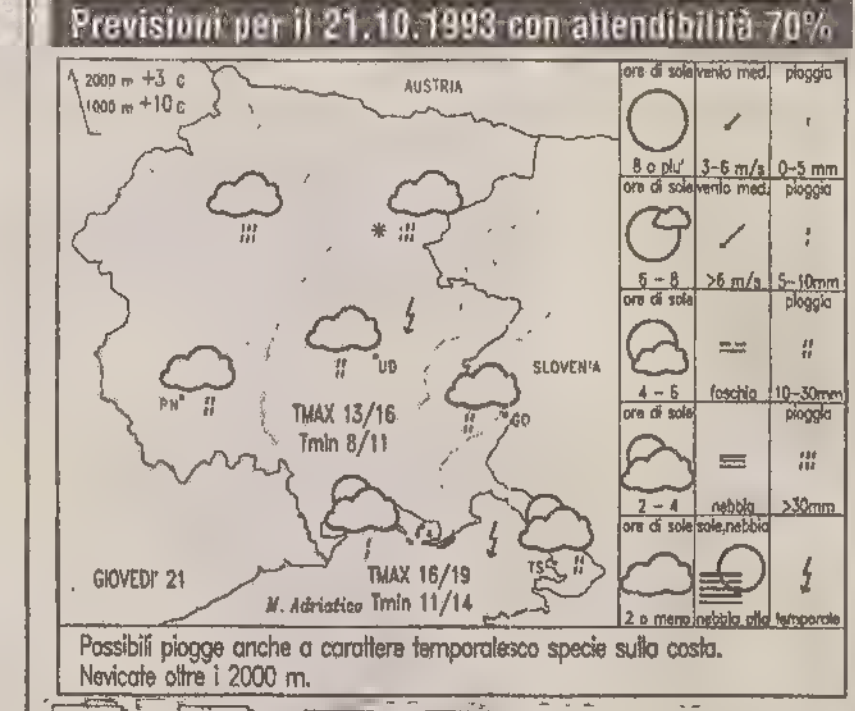 Previsioni per il 21.10.1993 con attendibilità 70%
2000 m +3 C
1000 m +10 C
AUSTRIA
UD
SLOVENIA
PN
GO
TMAX 13/16
Tmin 8/11
TS
GIOVEDI' 21
TMAX 16/19
M. Adriatico Tmin 11/14
ore di sole vento med. pioggia
8 o piu' 3-6 m/s 0-5 mm
ore di sole vento med. pioggia
6 - 8 >6 m/s 5-10mm
ore di sole pioggia
4 - 6 foschia 10-30mm
ore di sole pioggia
2 - 4 nebbia >30mm
ore di sole sole,nebbia
2 o meno nebbia alta temporale
Possibili piogge anche a carattere temporalesco specie sulla costa.
Nevicate oltre i 2000 m.